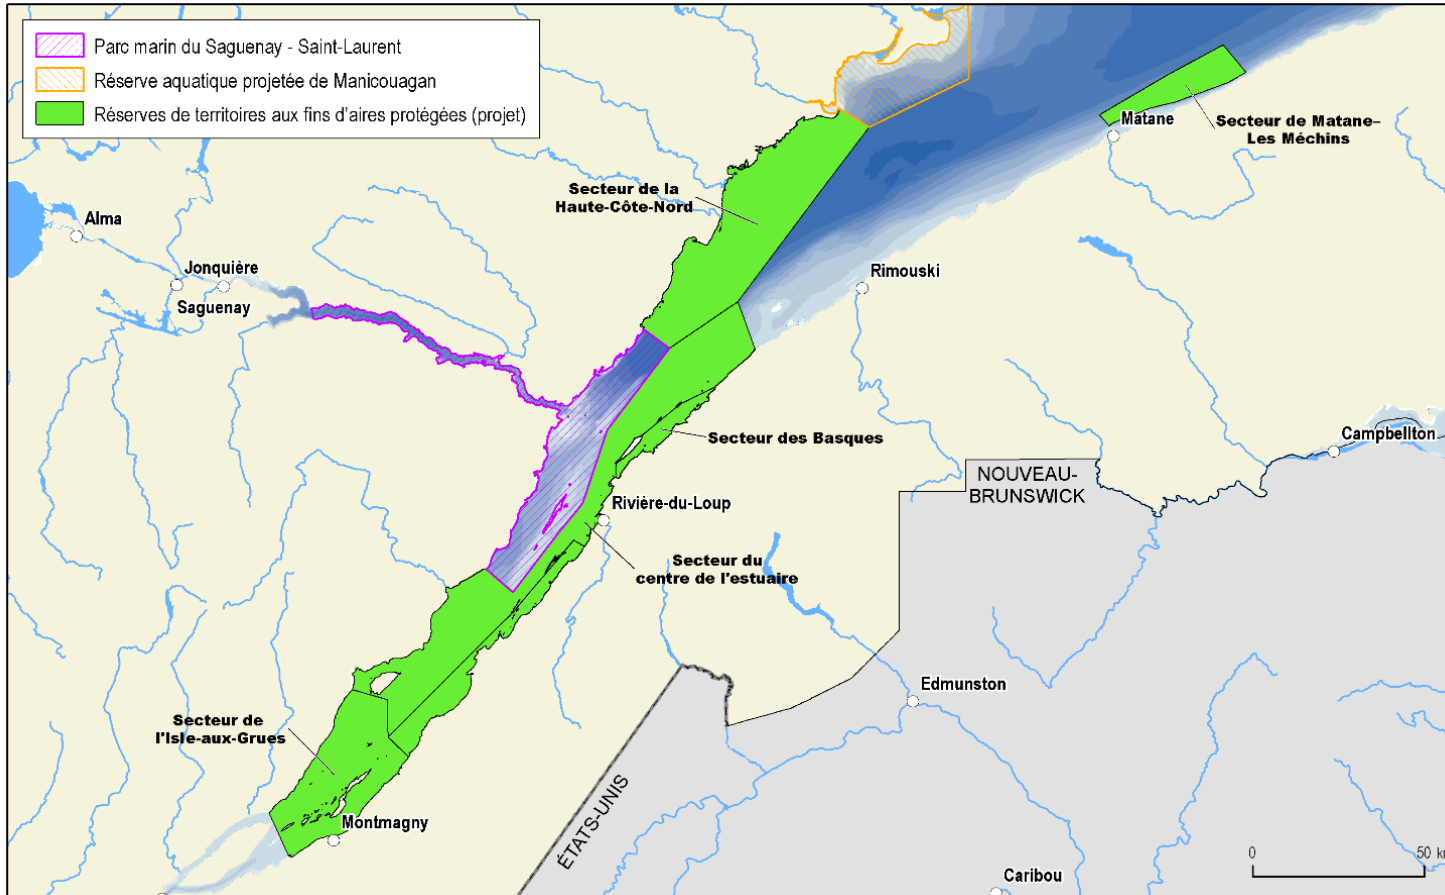 Parc marin du Saguenay - Saint-Laurent
Réserve aquatique projetée de Manicouagan
Réserves de territoires aux fins d'aires protégées (projet)
Matane
Secteur de Matane–
Les Méchins
Secteur de la
Haute-Côte-Nord
Alma
Jonquière
Saguenay
Rimouski
Secteur des Basques
Campbellton
NOUVEAU-
BRUNSWICK
Rivière-du-Loup
Secteur du
centre de l'estuaire
Edmunston
Secteur de
l'Isle-aux-Grues
Montmagny
ÉTATS-UNIS
Caribou
0 50 km